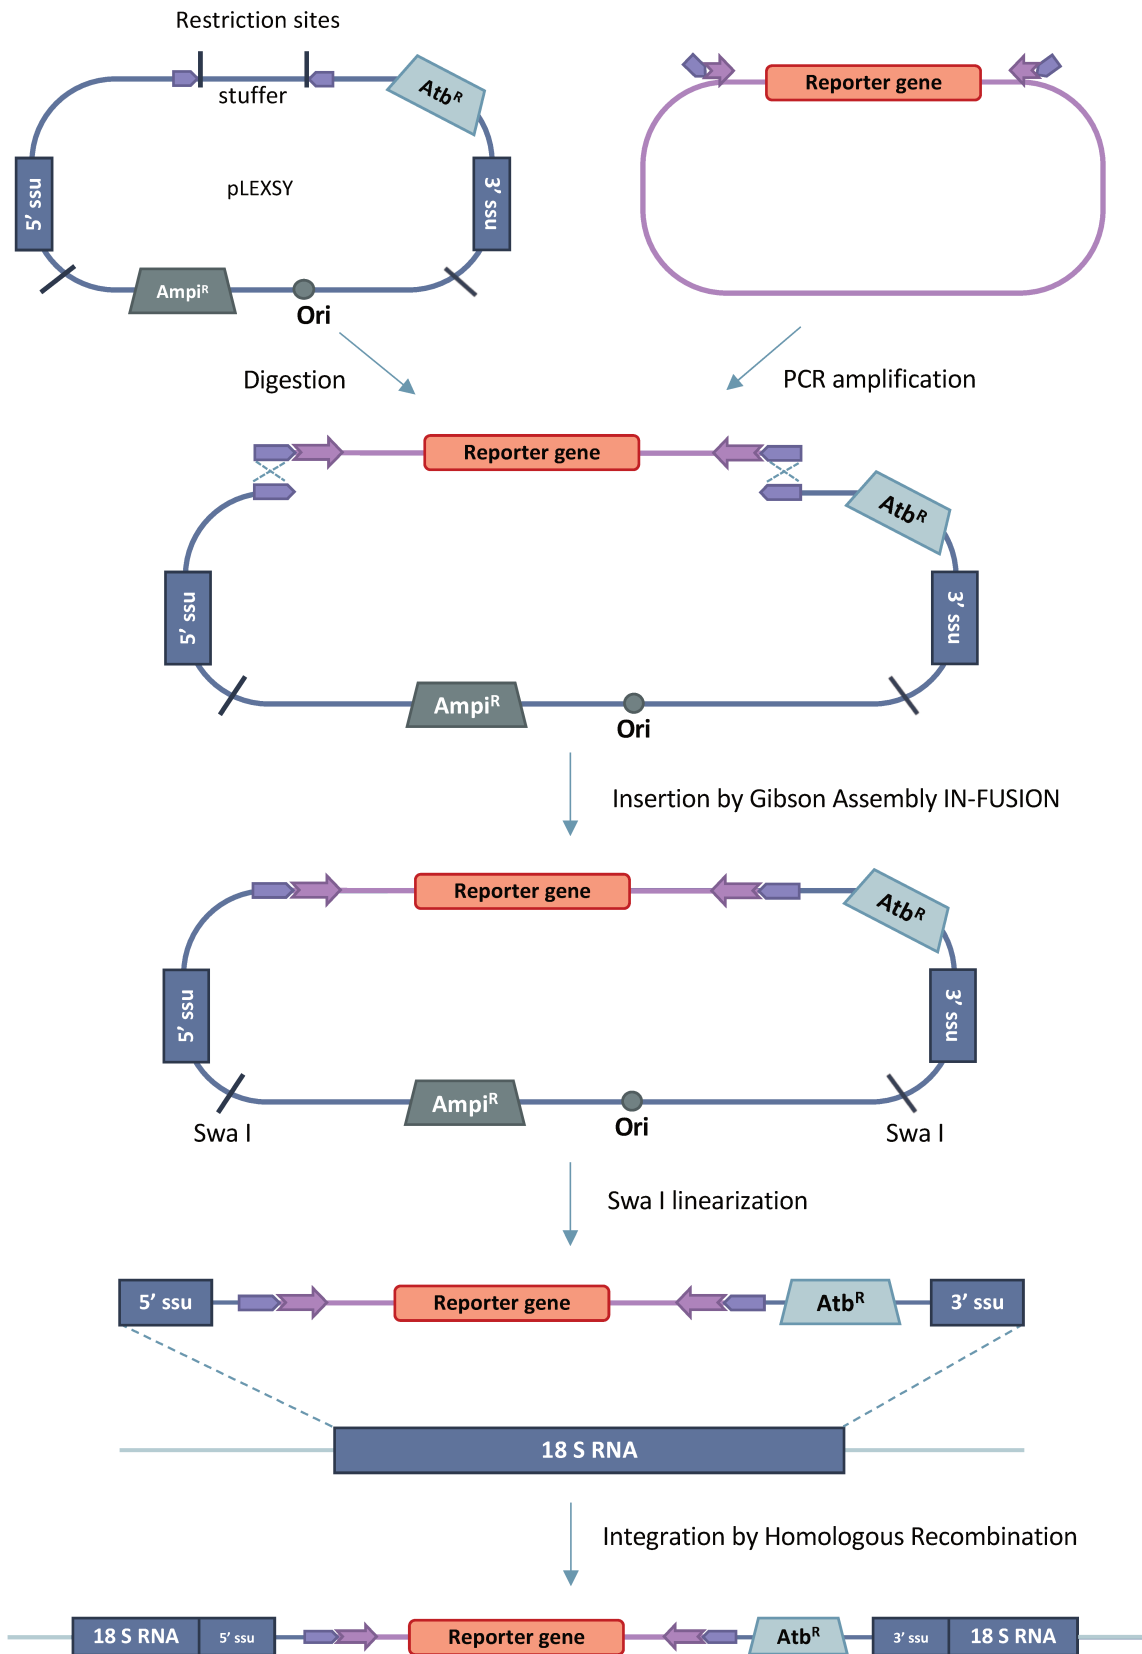 Restriction sites
stuffer
Atbᴿ
Reporter gene
5’ ssu
pLEXSY
3’ ssu
Ampiᴿ
Ori
Digestion
PCR amplification
Reporter gene
Atbᴿ
5’ ssu
3’ ssu
Ampiᴿ
Ori
Insertion by Gibson Assembly IN-FUSION
Reporter gene
Atbᴿ
5’ ssu
3’ ssu
Ampiᴿ
Ori
Swa I
Swa I
Swa I linearization
5’ ssu
Reporter gene
Atbᴿ
3’ ssu
18 S RNA
Integration by Homologous Recombination
18 S RNA
5’ ssu
Reporter gene
Atbᴿ
3’ ssu
18 S RNA